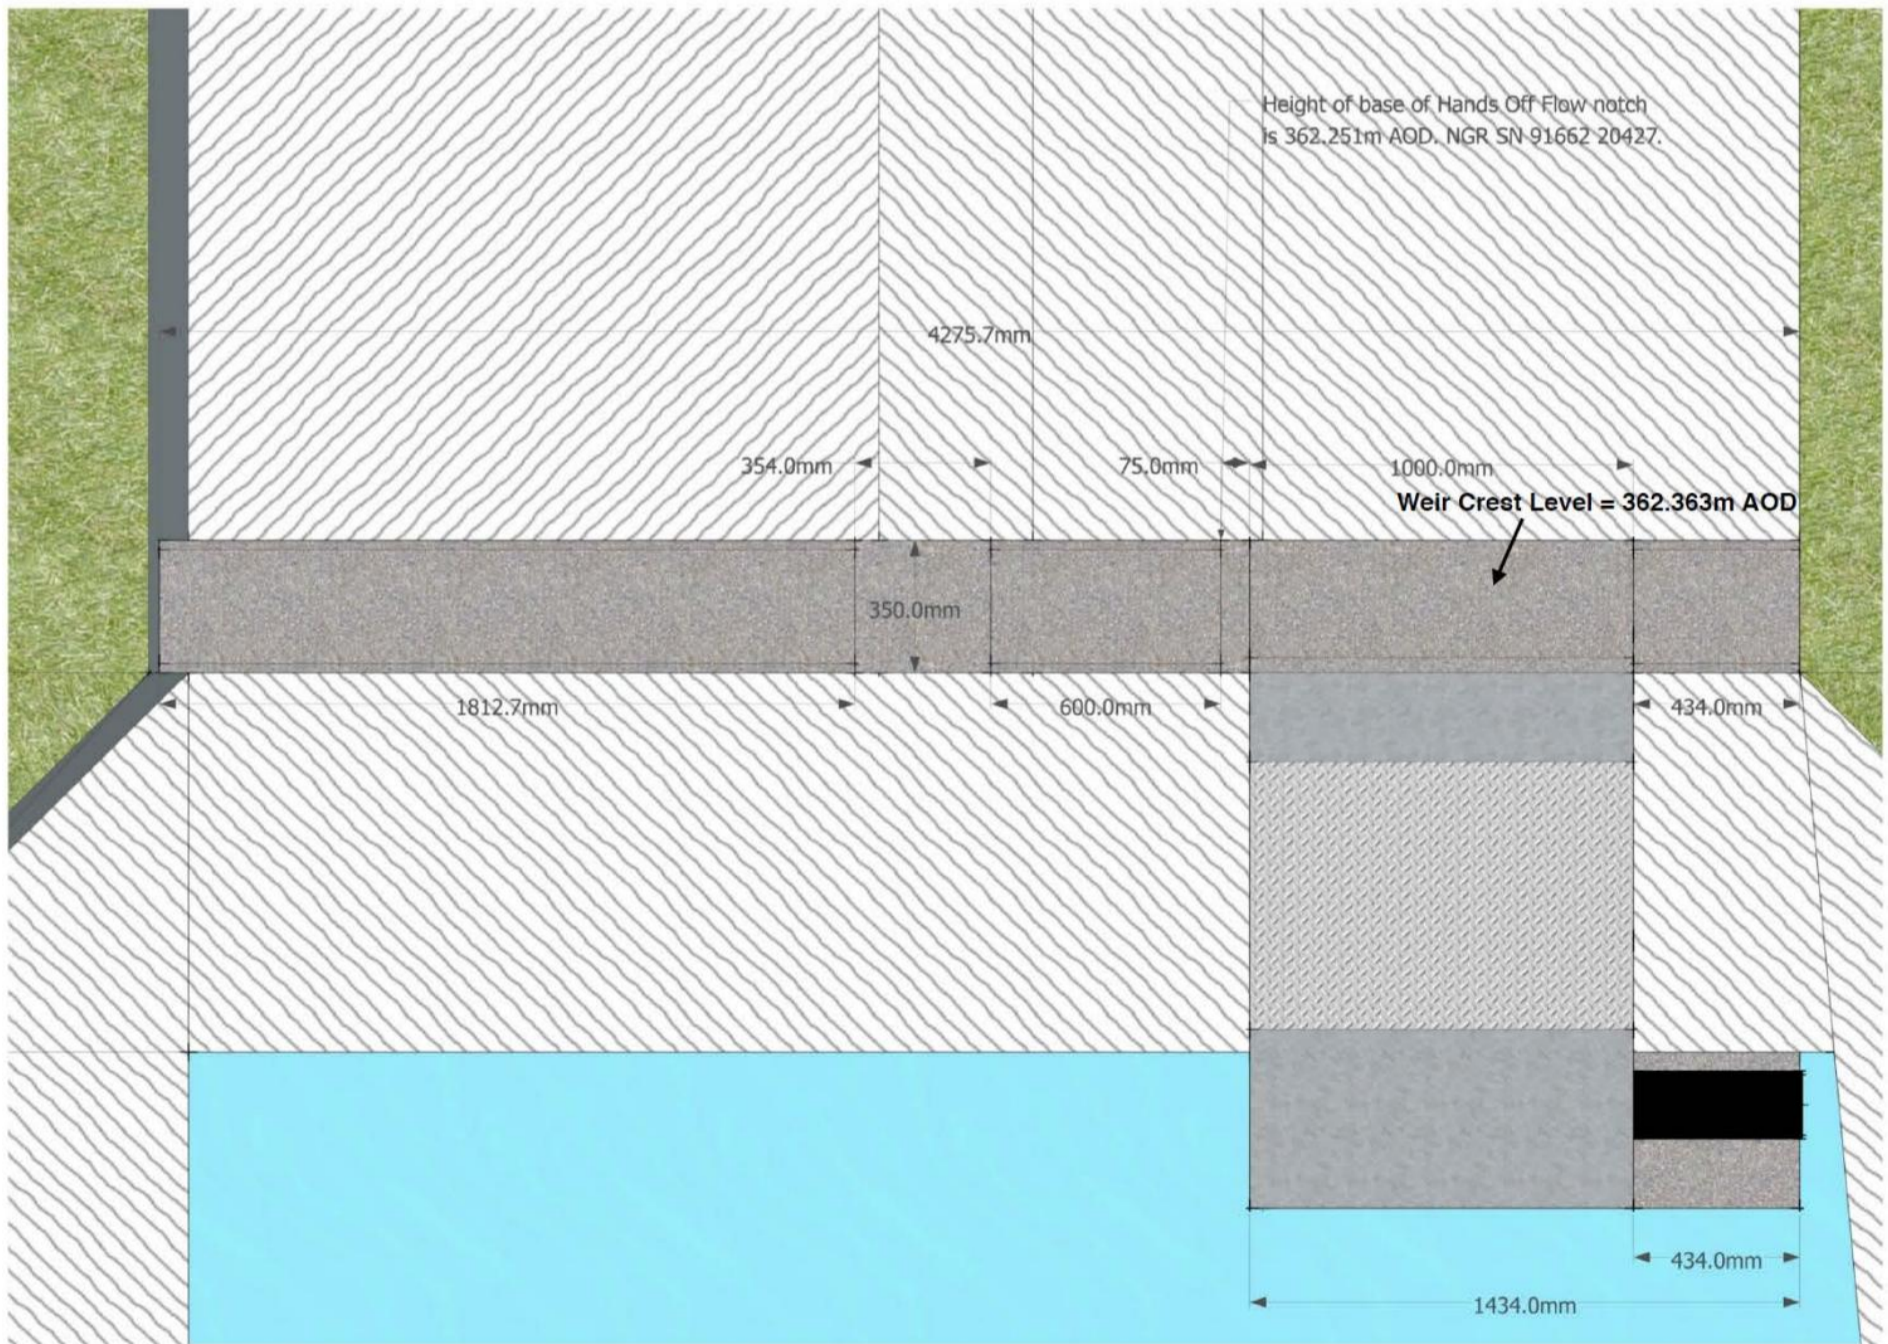 Height of base of Hands Off Flow notch
is 362.251m AOD. NGR SN 91662 20427.
4275.7mm
354.0mm
75.0mm
1000.0mm
Weir Crest Level = 362.363m AOD
350.0mm
1812.7mm
600.0mm
434.0mm
434.0mm
1434.0mm